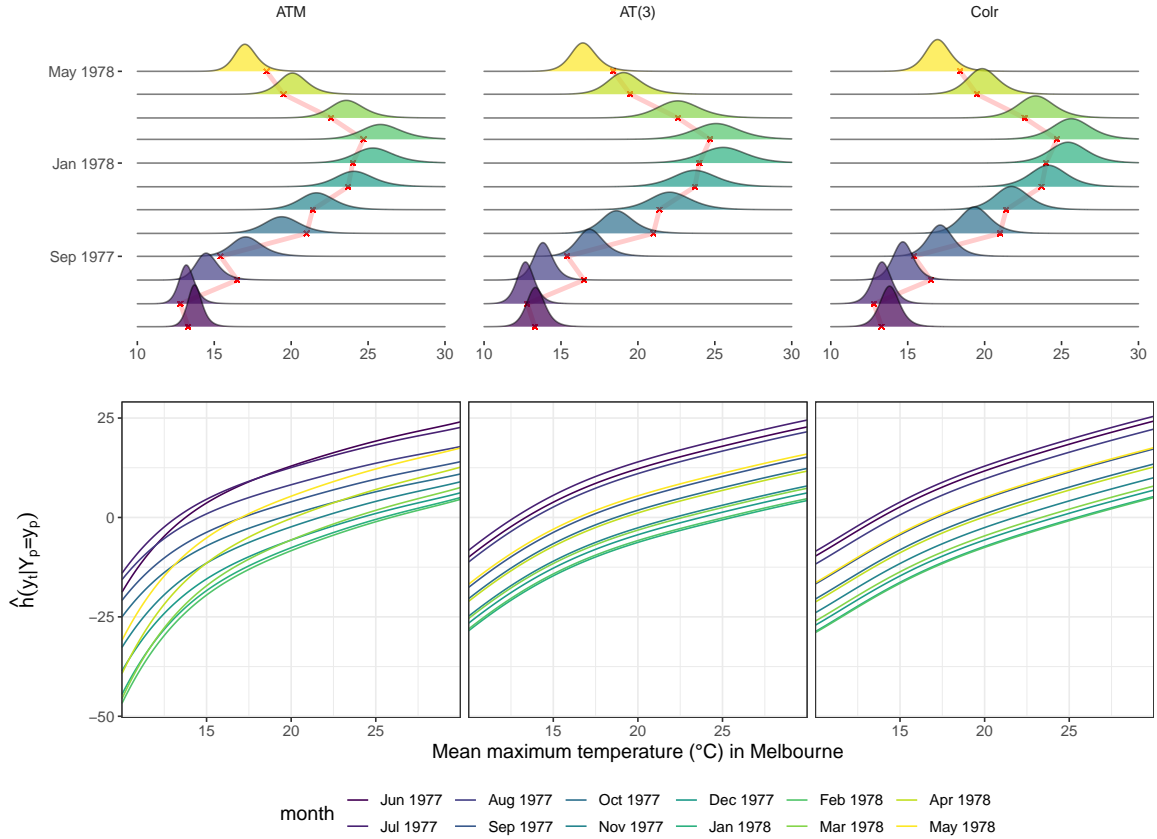 ATM AT(3) Colr
May 1978
Jan 1978
Sep 1977
10 15 20 25 30 10 15 20 25 30 10 15 20 25 30
25
0
−25
−50
ĥ(yₜ|Yₚ=yₚ)
15 20 25 15 20 25 15 20 25
Mean maximum temperature (°C) in Melbourne
month Jun 1977 Aug 1977 Oct 1977 Dec 1977 Feb 1978 Apr 1978
Jul 1977 Sep 1977 Nov 1977 Jan 1978 Mar 1978 May 1978